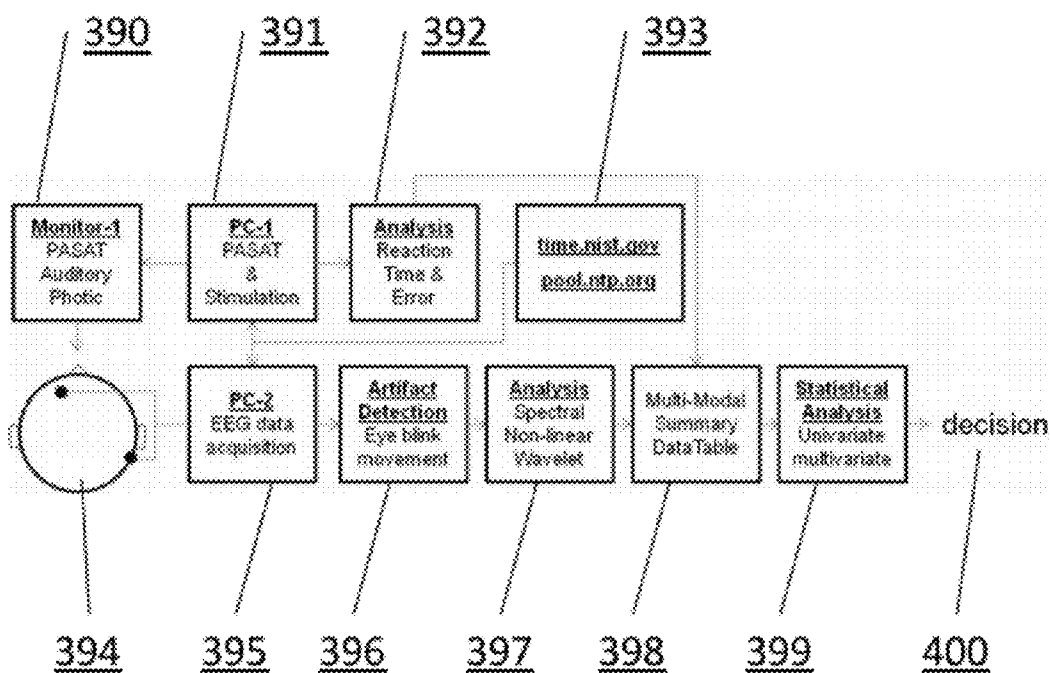 390 391 392 393
Monitor-1
PASAT
Auditory
Photic
PC-1
PASAT
&
Stimulation
Analysis
Reaction
Time &
Error
time.nist.gov
pool.ntp.org
PC-2
EEG data
acquisition
Artifact
Detection
Eye blink
movement
Analysis
Spectral
Non-linear
Wavelet
Multi-Modal
Summary
DataTable
Statistical
Analysis
Univariate
multivariate
decision
394 395 396 397 398 399 400